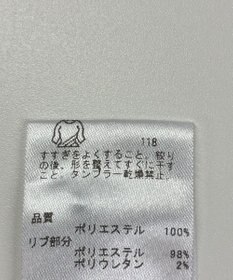 118
すすぎをよくすること、絞り
の後、形を整えてすぐに干す
こと、タンブラー乾燥禁止。
品質
ポリエステル 100%
リブ部分
ポリエステル 98%
ポリウレタン 2%